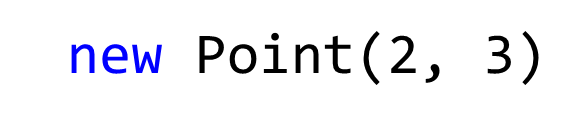 new Point(2, 3)